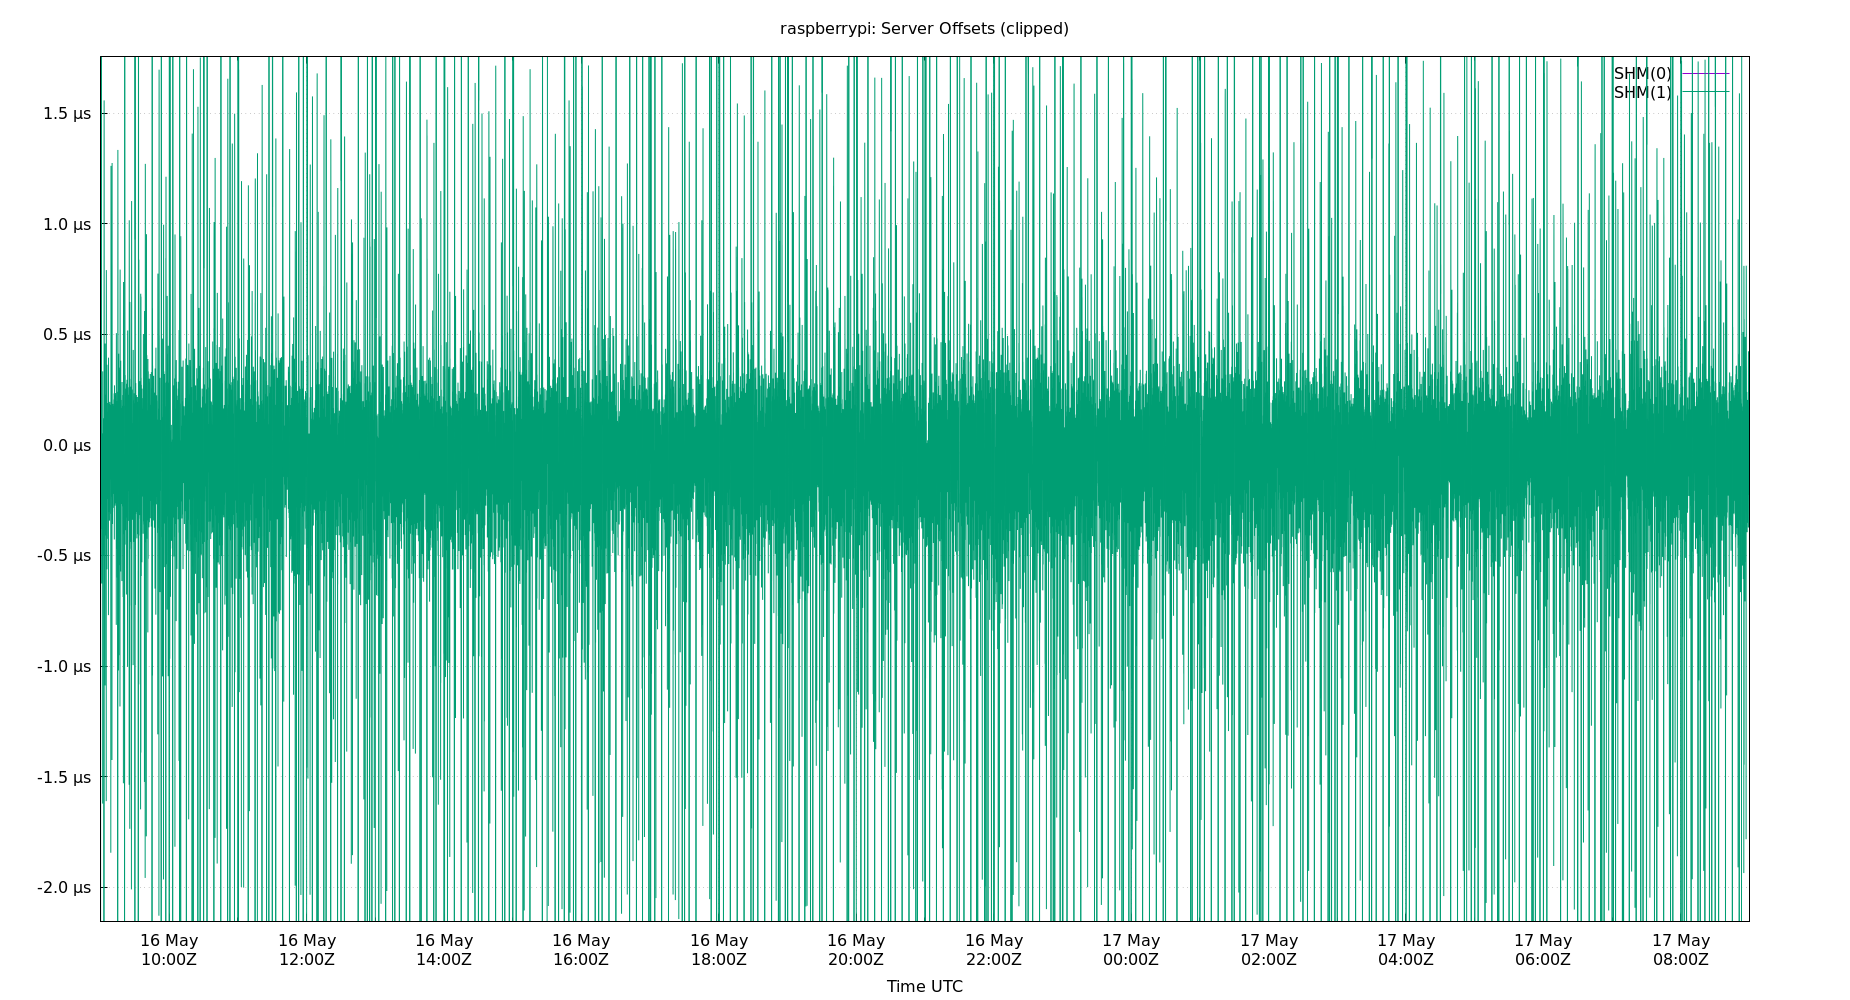 raspberrypi: Server Offsets (clipped)
SHM(0)
SHM(1)
1.5 µs
1.0 µs
0.5 µs
0.0 µs
-0.5 µs
-1.0 µs
-1.5 µs
-2.0 µs
16 May 16 May 16 May 16 May 16 May 16 May 16 May 17 May 17 May 17 May 17 May 17 May
10:00Z 12:00Z 14:00Z 16:00Z 18:00Z 20:00Z 22:00Z 00:00Z 02:00Z 04:00Z 06:00Z 08:00Z
Time UTC